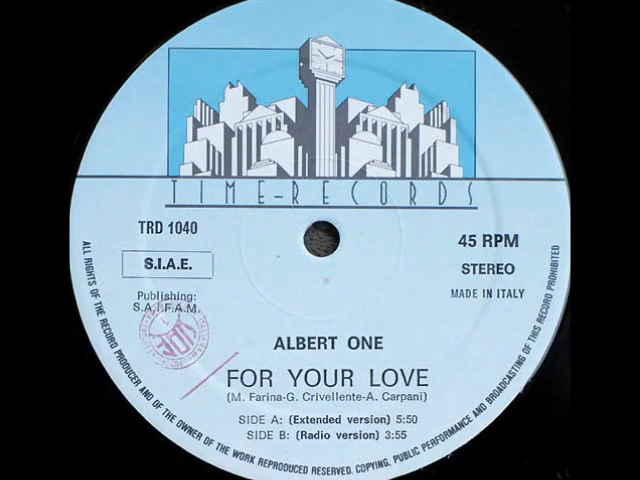 TIME-RECORDS
TRD 1040
45 RPM
S.I.A.E.
STEREO
Publishing:
MADE IN ITALY
S.A.I.F.A.M.
ALBERT ONE
FOR YOUR LOVE
(M. Farina-G. Crivellente-A. Carpani)
SIDE A: (Extended version) 5:50
SIDE B: (Radio version) 3:55
ALL RIGHTS OF THE RECORD PRODUCER AND OF THE OWNER OF THE WORK REPRODUCED RESERVED. COPYING, PUBLIC PERFORMANCE AND BROADCASTING OF THIS RECORD PROHIBITED